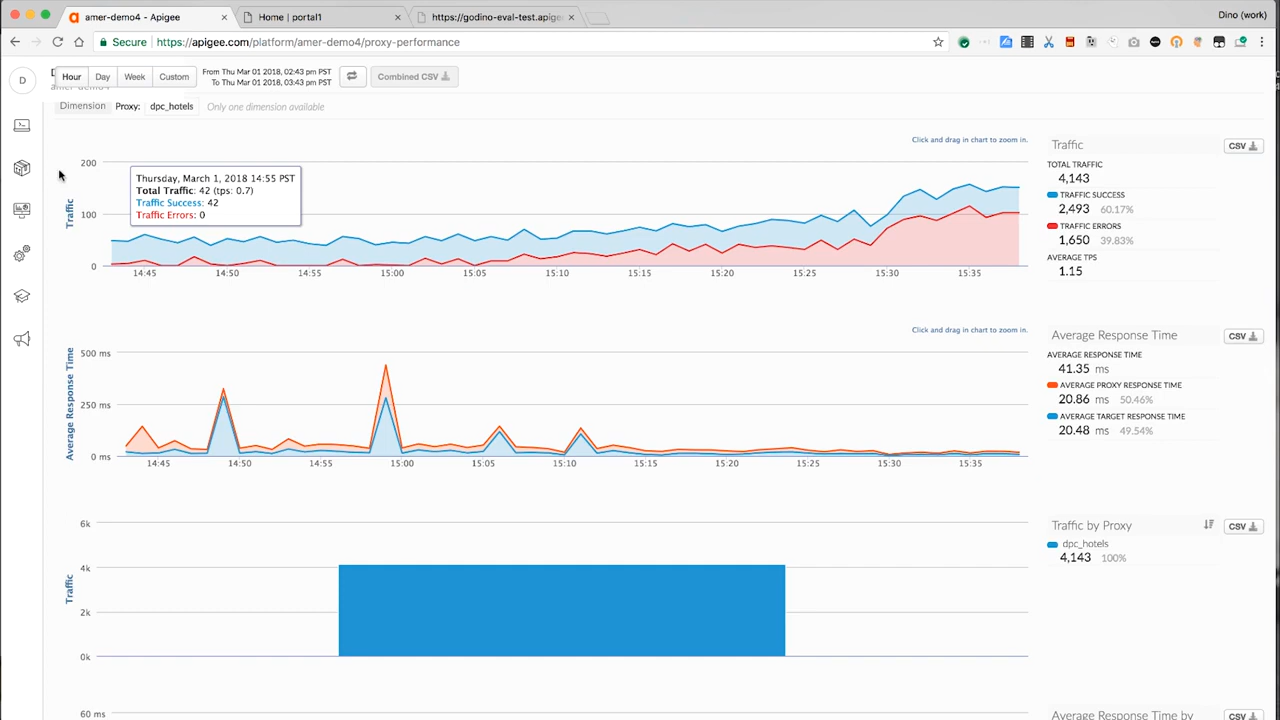 amer-demo4 - Apigee
Home | portal1
https://godino-eval-test.apige
Dino (work)
Secure
https://apigee.com/platform/amer-demo4/proxy-performance
D
Hour
Day
Week
Custom
From Thu Mar 01 2018, 02:43 pm PST
To Thu Mar 01 2018, 03:43 pm PST
Combined CSV
Dimension
Proxy:
dpc_hotels
Only one dimension available
Click and drag in chart to zoom in.
Traffic
200
100
0
Thursday, March 1, 2018 14:55 PST
Total Traffic: 42 (tps: 0.7)
Traffic Success: 42
Traffic Errors: 0
14:45
14:50
14:55
15:00
15:05
15:10
15:15
15:20
15:25
15:30
15:35
Traffic
CSV
TOTAL TRAFFIC
4,143
TRAFFIC SUCCESS
2,493 60.17%
TRAFFIC ERRORS
1,650 39.83%
AVERAGE TPS
1.15
Click and drag in chart to zoom in.
Average Response Time
500 ms
250 ms
0 ms
14:45
14:50
14:55
15:00
15:05
15:10
15:15
15:20
15:25
15:30
15:35
Average Response Time
CSV
AVERAGE RESPONSE TIME
41.35 ms
AVERAGE PROXY RESPONSE TIME
20.86 ms 50.46%
AVERAGE TARGET RESPONSE TIME
20.48 ms 49.54%
Traffic
6k
4k
2k
0k
Traffic by Proxy
CSV
dpc_hotels
4,143 100%
60 ms
Average Response Time by
CSV